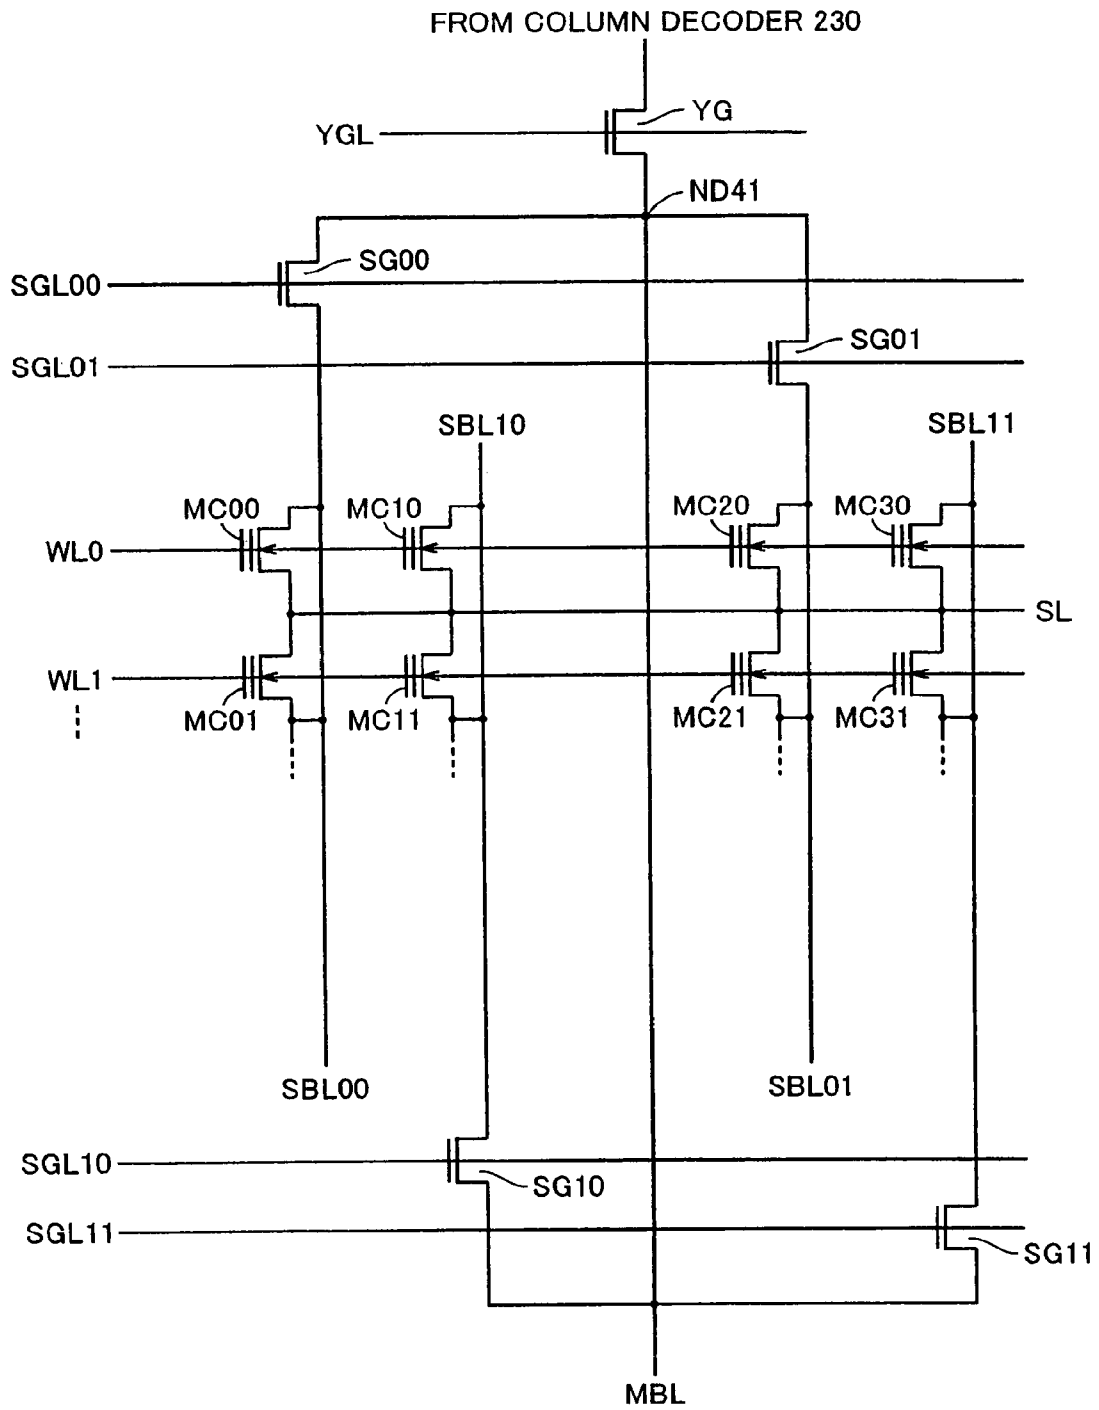 FROM COLUMN DECODER 230
YG
YGL
ND41
SG00
SGL00
SG01
SGL01
SBL10
SBL11
MC00
MC10
MC20
MC30
WL0
SL
WL1
MC01
MC11
MC21
MC31
SBL00
SBL01
SGL10
SG10
SGL11
SG11
MBL